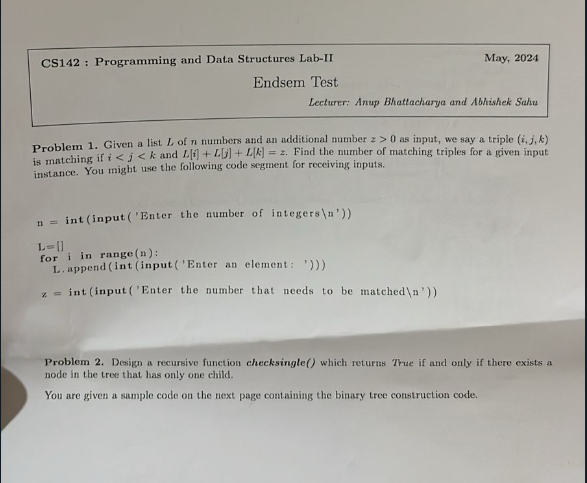 CS142 : Programming and Data Structures Lab-II May, 2024
Endsem Test
Lecturer: Anup Bhattacharya and Abhishek Sahu
Problem 1. Given a list L of n numbers and an additional number z > 0 as input, we say a triple (i, j, k)
is matching if i < j < k and L[i] + L[j] + L[k] = z. Find the number of matching triples for a given input
instance. You might use the following code segment for receiving inputs.
n = int(input('Enter the number of integers\n'))
L=[]
for i in range(n):
L.append(int(input('Enter an element: ')))
z = int(input('Enter the number that needs to be matched\n'))
Problem 2. Design a recursive function checksingle() which returns True if and only if there exists a
node in the tree that has only one child.
You are given a sample code on the next page containing the binary tree construction code.